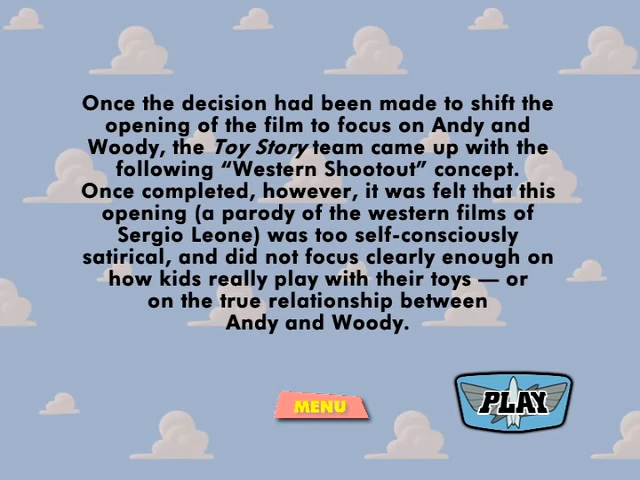 Once the decision had been made to shift the
opening of the film to focus on Andy and
Woody, the Toy Story team came up with the
following “Western Shootout” concept.
Once completed, however, it was felt that this
opening (a parody of the western films of
Sergio Leone) was too self-consciously
satirical, and did not focus clearly enough on
how kids really play with their toys — or
on the true relationship between
Andy and Woody.
MENU
PLAY